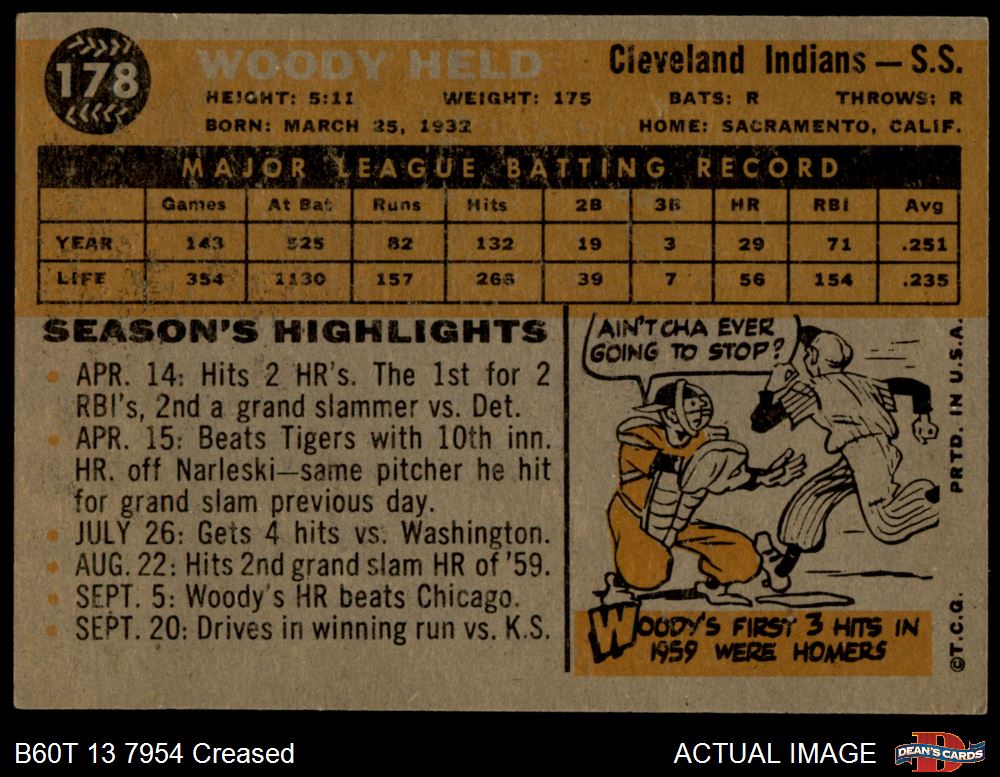 178
WOODY HELD
Cleveland Indians — S.S.
HEIGHT: 5:11 WEIGHT: 175 BATS: R THROWS: R
BORN: MARCH 25, 1932 HOME: SACRAMENTO, CALIF.
MAJOR LEAGUE BATTING RECORD
Games At Bat Runs Hits 2B 3B HR RBI Avg
YEAR 143 525 82 132 19 3 29 71 .251
LIFE 354 1130 157 266 39 7 56 154 .235
SEASON'S HIGHLIGHTS
• APR. 14: Hits 2 HR's. The 1st for 2
RBI's, 2nd a grand slammer vs. Det.
• APR. 15: Beats Tigers with 10th inn.
HR. off Narleski—same pitcher he hit
for grand slam previous day.
• JULY 26: Gets 4 hits vs. Washington.
• AUG. 22: Hits 2nd grand slam HR of '59.
• SEPT. 5: Woody's HR beats Chicago.
• SEPT. 20: Drives in winning run vs. K.S.
AIN'TCHA EVER
GOING TO STOP?
WOODY'S FIRST 3 HITS IN
1959 WERE HOMERS
©T.C.G. PRTD. IN U.S.A.
B60T 13 7954 Creased
ACTUAL IMAGE
DEAN'S CARDS